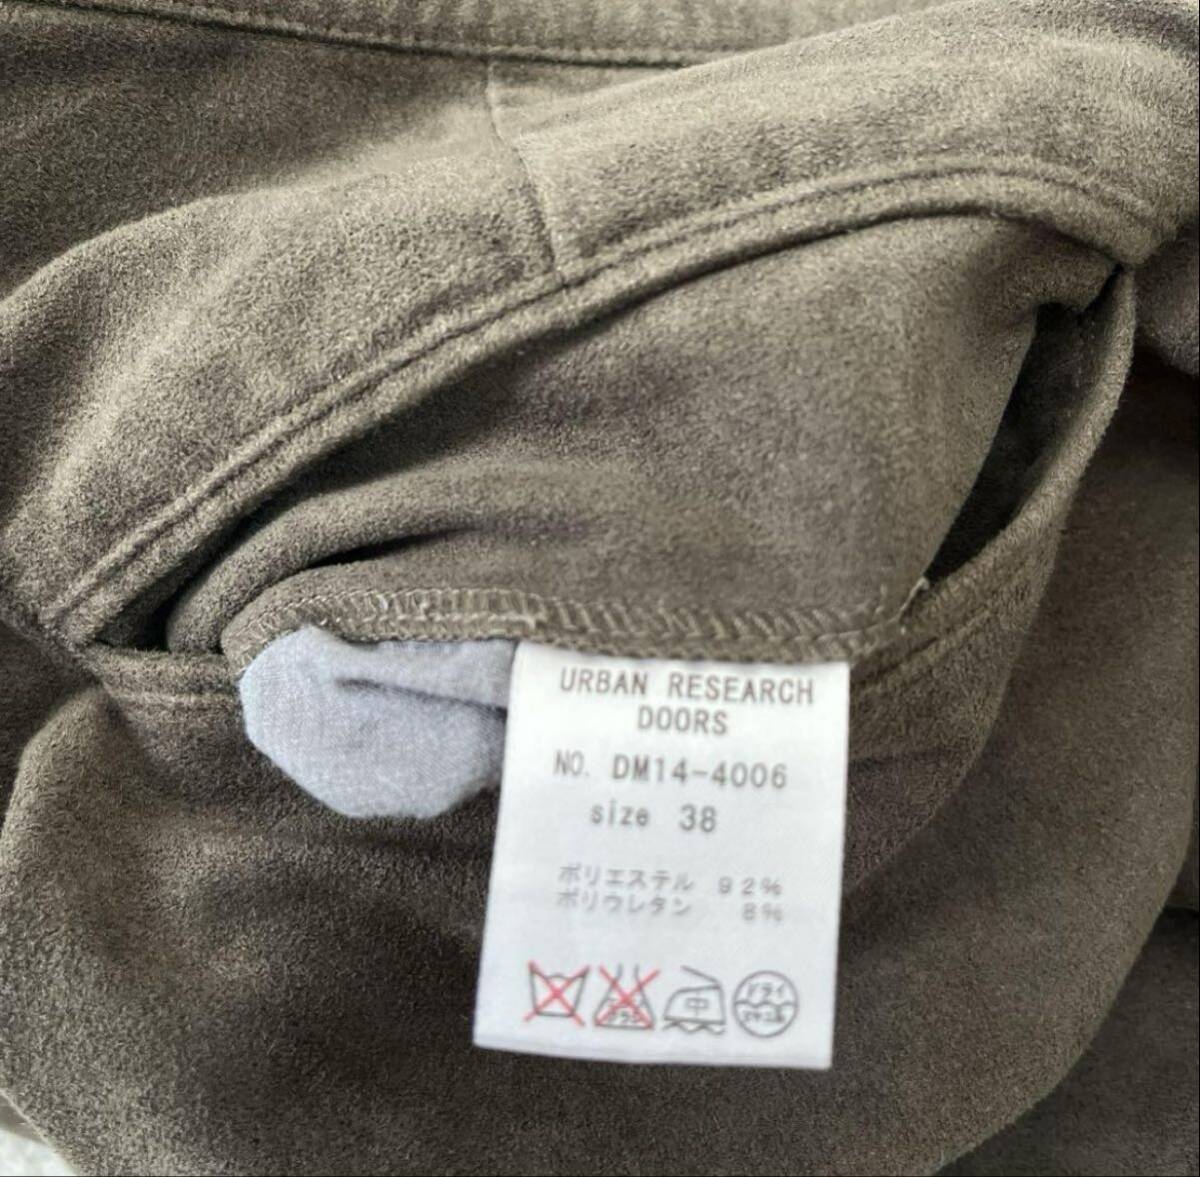 URBAN RESEARCH
DOORS
NO. DM14-4006
size 38
ポリエステル 92%
ポリウレタン 8%
中 ドライ